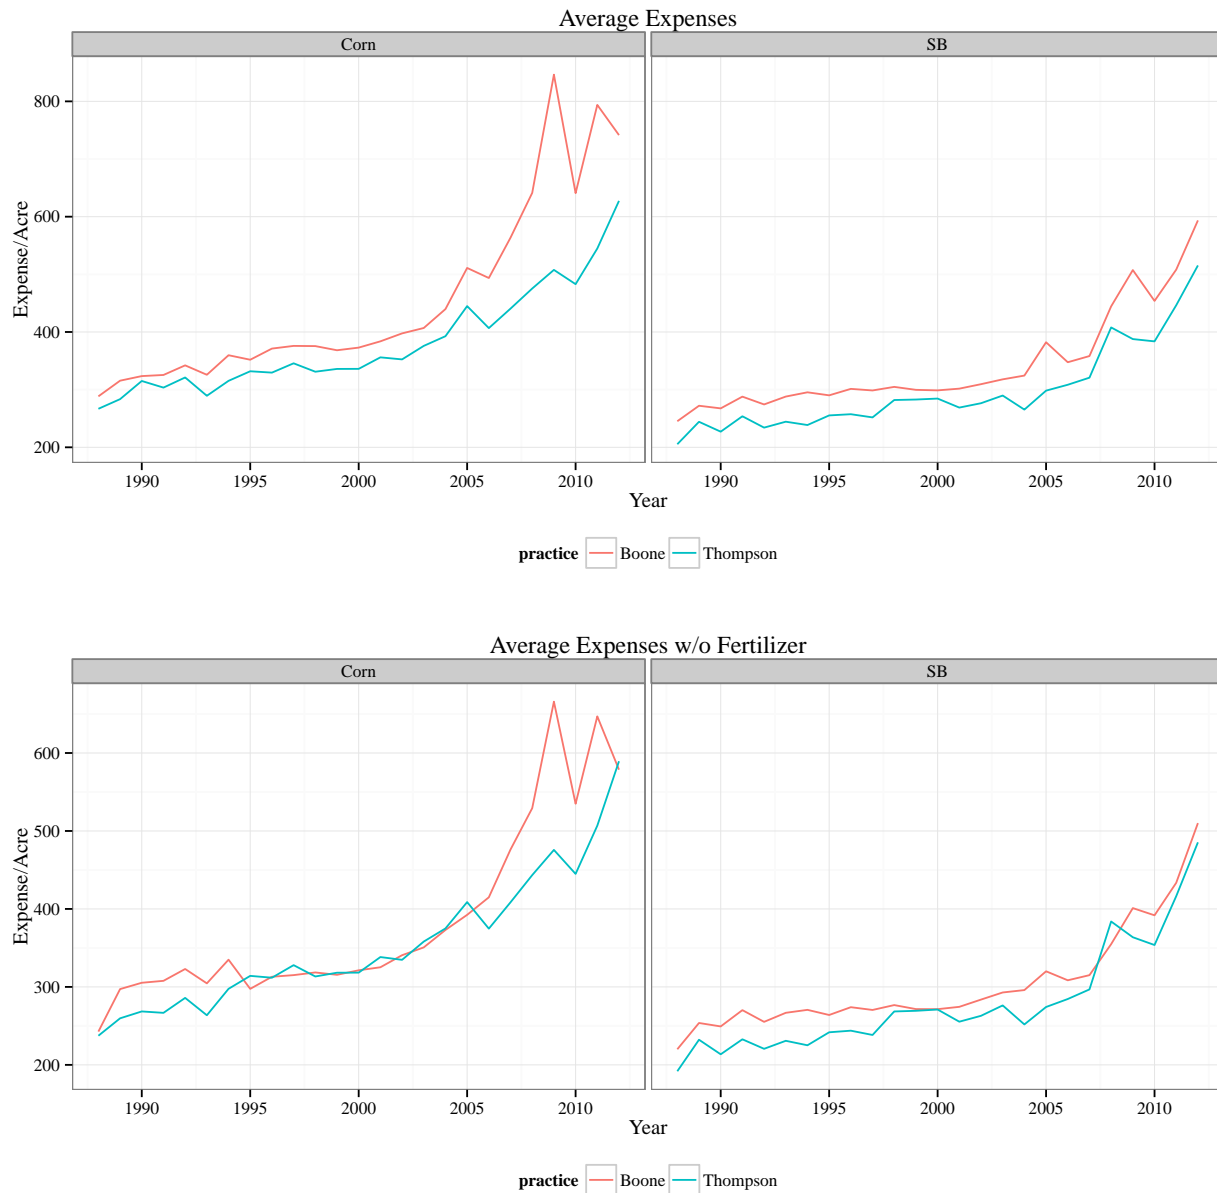 Average Expenses
Corn SB
800
600
400
200
Expense/Acre
1990 1995 2000 2005 2010 1990 1995 2000 2005 2010
Year
practice Boone Thompson
Average Expenses w/o Fertilizer
Corn SB
600
500
400
300
200
Expense/Acre
1990 1995 2000 2005 2010 1990 1995 2000 2005 2010
Year
practice Boone Thompson